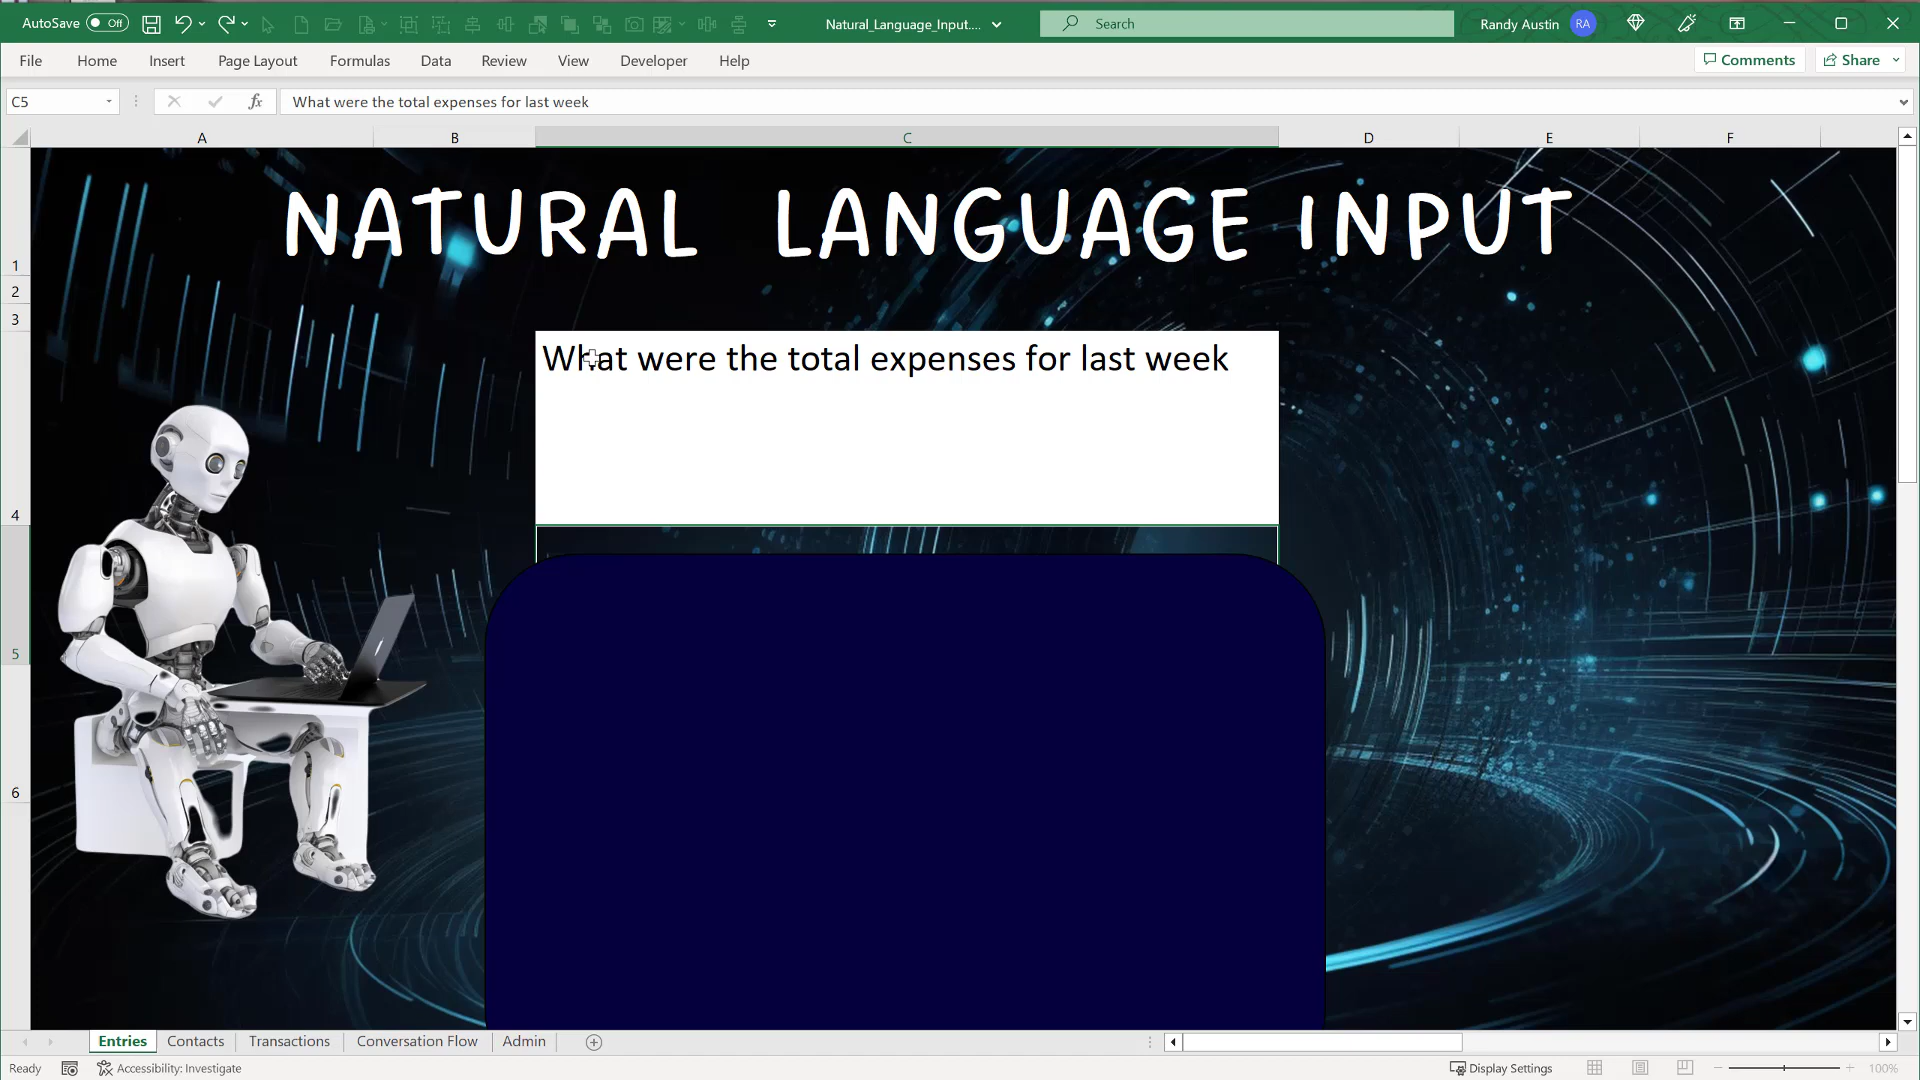 AutoSave Off Natural_Language_Input.... Search Randy Austin RA
File Home Insert Page Layout Formulas Data Review View Developer Help Comments Share
C5 fx What were the total expenses for last week
A B C D E F
NATURAL LANGUAGE INPUT
1
2
3
What were the total expenses for last week
4
5
6
Entries Contacts Transactions Conversation Flow Admin
Ready Accessibility: Investigate Display Settings 100%